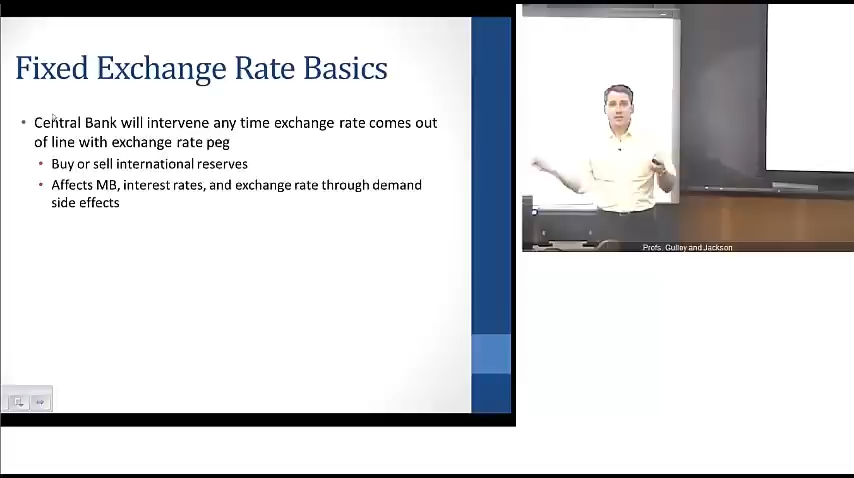 Fixed Exchange Rate Basics
• Central Bank will intervene any time exchange rate comes out
of line with exchange rate peg
• Buy or sell international reserves
• Affects MB, interest rates, and exchange rate through demand
side effects
Profs. Gulley and Jackson